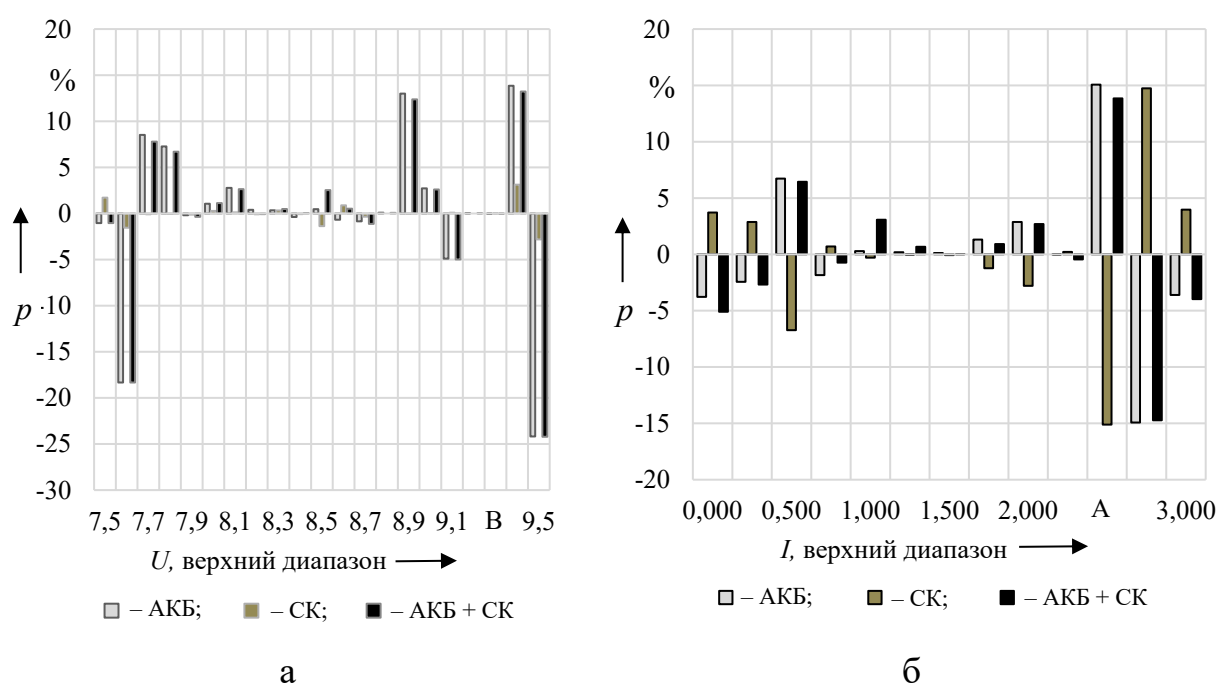 20
%
10
5
0
-5
p
-10
-15
-20
-25
-30
7,5 7,7 7,9 8,1 8,3 8,5 8,7 8,9 9,1 В 9,5
U, верхний диапазон
– АКБ; – СК; – АКБ + СК
а
20
%
10
5
0
p
-5
-10
-15
-20
0,000 0,500 1,000 1,500 2,000 А 3,000
I, верхний диапазон
– АКБ; – СК; – АКБ + СК
б